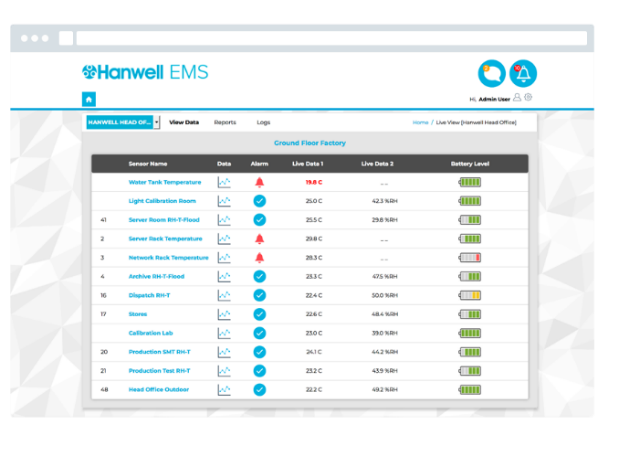 Hanwell EMS
Hi, Admin User
HANWELL HEAD OF... View Data Reports Logs Home / Live View [Hanwell Head Office]
Ground Floor Factory
Sensor Name Data Alarm Live Data 1 Live Data 2 Battery Level
Water Tank Temperature 19.8 C --
Light Calibration Room 25.0 C 42.3 %RH
41 Server Room RH-T-Flood 25.5 C 29.8 %RH
2 Server Rack Temperature 29.8 C --
3 Network Rack Temperature 28.3 C --
4 Archive RH-T-Flood 23.3 C 47.5 %RH
16 Dispatch RH-T 22.4 C 50.0 %RH
17 Stores 22.6 C 48.4 %RH
Calibration Lab 23.0 C 39.0 %RH
20 Production SMT RH-T 24.1 C 44.2 %RH
21 Production Test RH-T 23.2 C 43.9 %RH
48 Head Office Outdoor 22.2 C 49.2 %RH